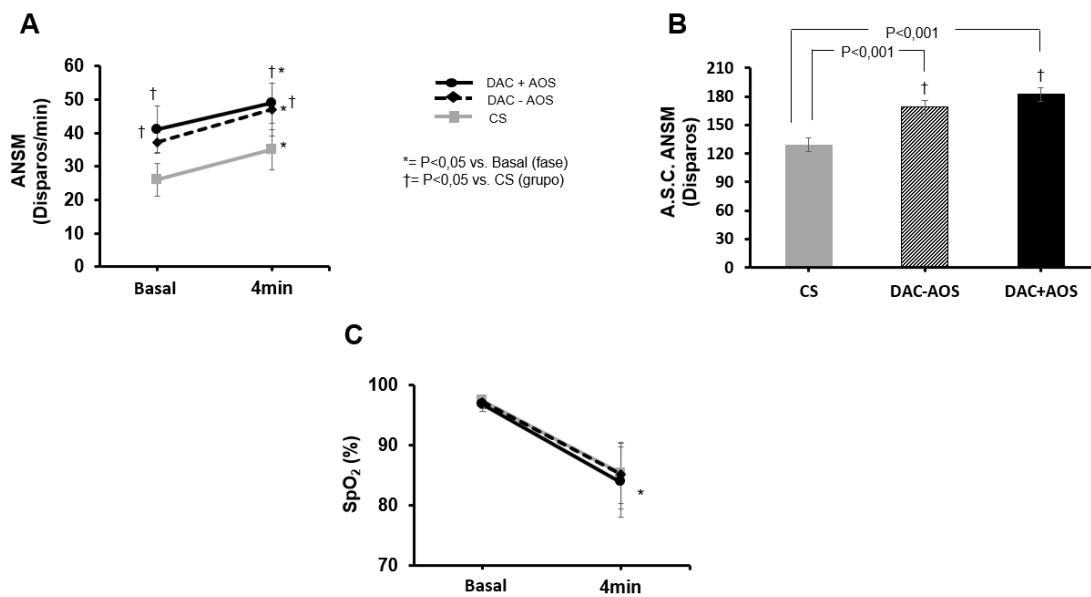 A
ANSM
(Disparos/min)
60
50
40
30
20
10
0
†
†
† *
* †
*
Basal
4min
DAC + AOS
DAC - AOS
CS
*= P<0,05 vs. Basal (fase)
†= P<0,05 vs. CS (grupo)
B
P<0,001
P<0,001
A.S.C. ANSM
(Disparos)
210
180
150
120
90
60
30
0
†
†
CS
DAC-AOS
DAC+AOS
C
SpO₂ (%)
100
90
80
70
*
Basal
4min